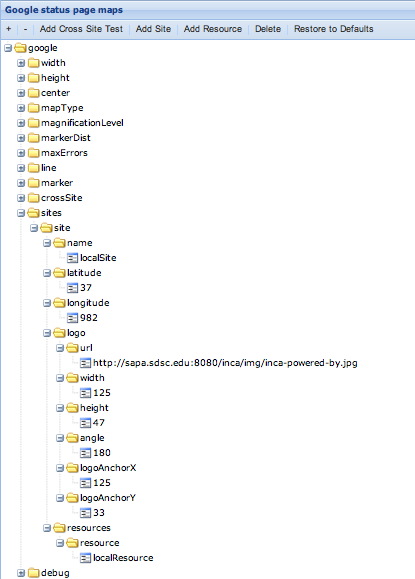 Google status page maps
+ - Add Cross Site Test Add Site Add Resource Delete Restore to Defaults
google
width
height
center
mapType
magnificationLevel
markerDist
maxErrors
line
marker
crossSite
sites
site
name
localSite
latitude
37
longitude
982
logo
url
http://sapa.sdsc.edu:8080/inca/img/inca-powered-by.jpg
width
125
height
47
angle
180
logoAnchorX
125
logoAnchorY
33
resources
resource
localResource
debug